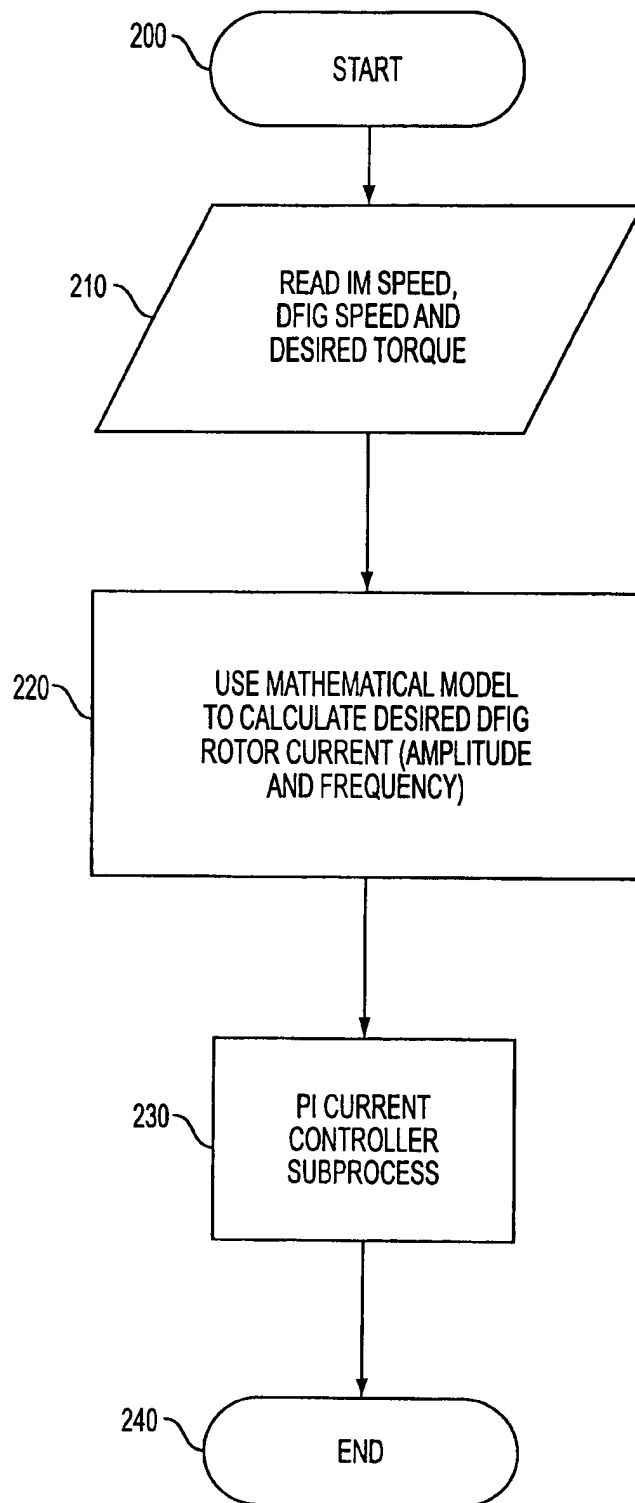 200
START
210
READ IM SPEED,
DFIG SPEED AND
DESIRED TORQUE
220
USE MATHEMATICAL MODEL
TO CALCULATE DESIRED DFIG
ROTOR CURRENT (AMPLITUDE
AND FREQUENCY)
230
PI CURRENT
CONTROLLER
SUBPROCESS
240
END